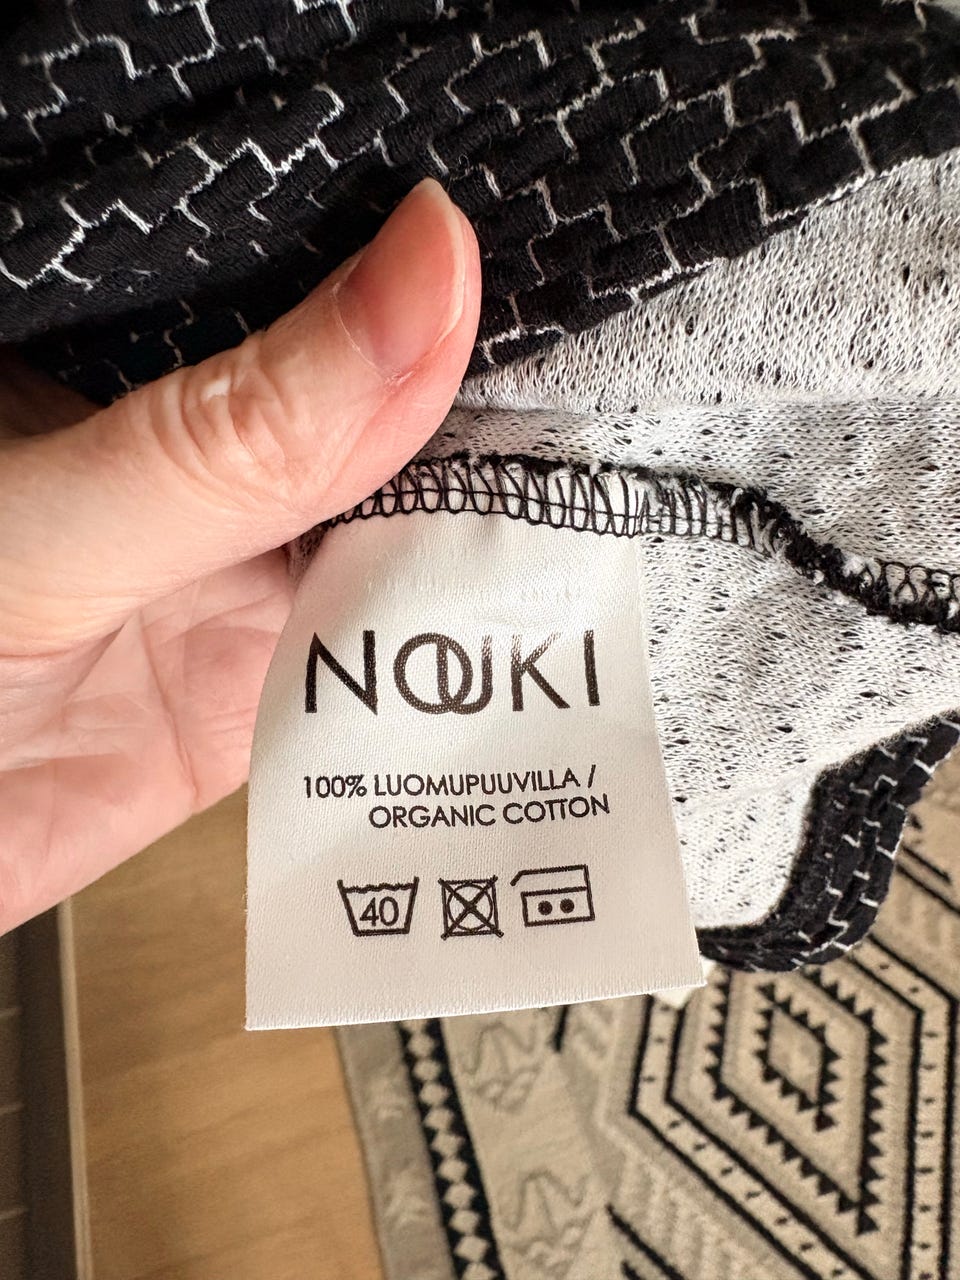 NOUKI
100% LUOMUPUUVILLA /
ORGANIC COTTON
40